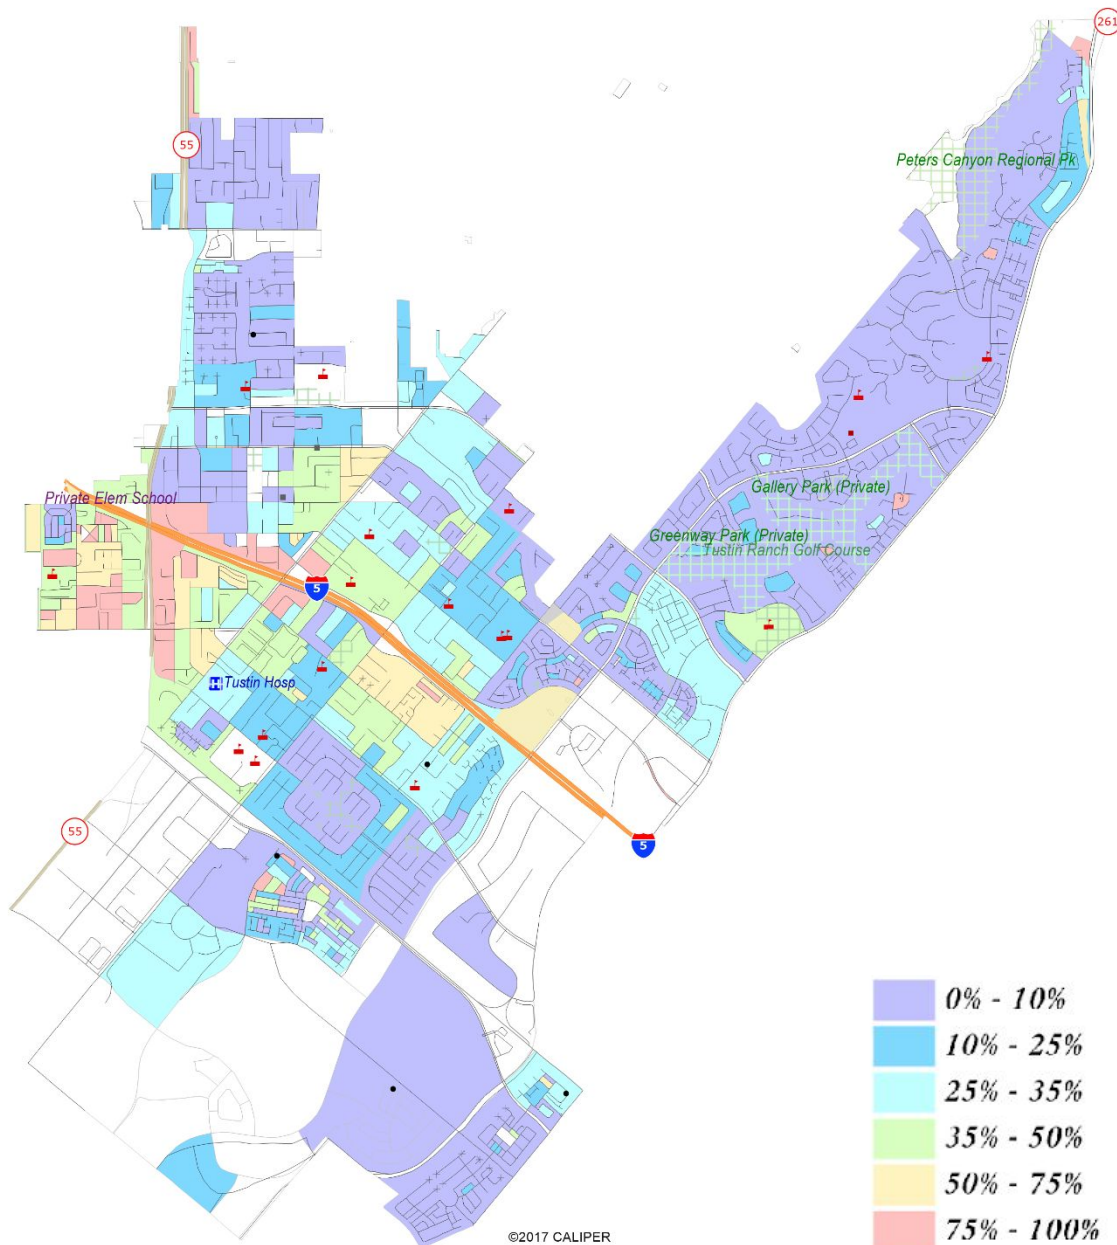 261
55
Peters Canyon Regional Pk
Private Elem School
Gallery Park (Private)
Greenway Park (Private)
Tustin Ranch Golf Course
5
Tustin Hosp
55
5
0% - 10%
10% - 25%
25% - 35%
35% - 50%
50% - 75%
75% - 100%
©2017 CALIPER